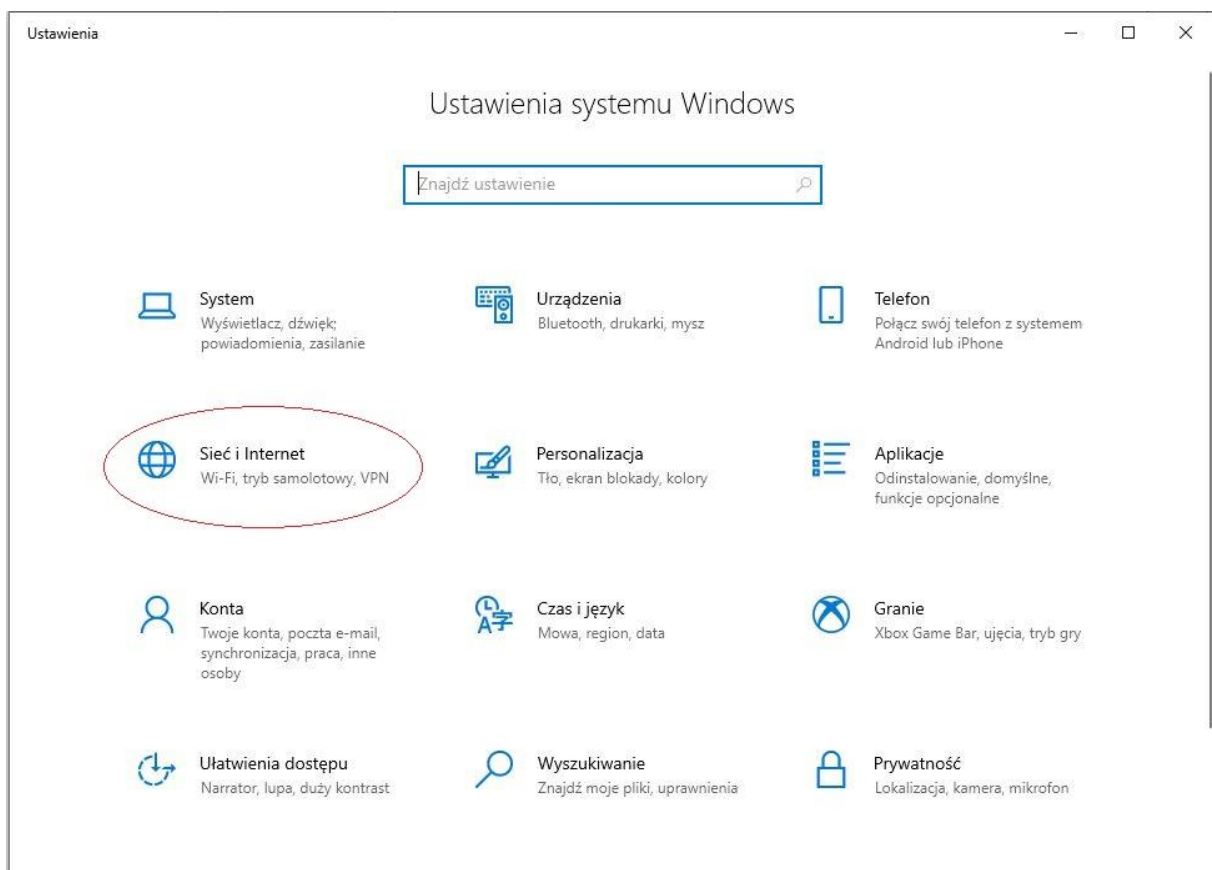 Ustawienia
Ustawienia systemu Windows
Znajdź ustawienie
System
Wyświetlacz, dźwięk;
powiadomienia, zasilanie
Urządzenia
Bluetooth, drukarki, mysz
Telefon
Połącz swój telefon z systemem
Android lub iPhone
Sieć i Internet
Wi-Fi, tryb samolotowy, VPN
Personalizacja
Tło, ekran blokady, kolory
Aplikacje
Odinstalowanie, domyślne,
funkcje opcjonalne
Konta
Twoje konta, poczta e-mail,
synchronizacja, praca, inne
osoby
Czas i język
Mowa, region, data
Granie
Xbox Game Bar, ujęcia, tryb gry
Ułatwienia dostępu
Narrator, lupa, duży kontrast
Wyszukiwanie
Znajdź moje pliki, uprawnienia
Prywatność
Lokalizacja, kamera, mikrofon